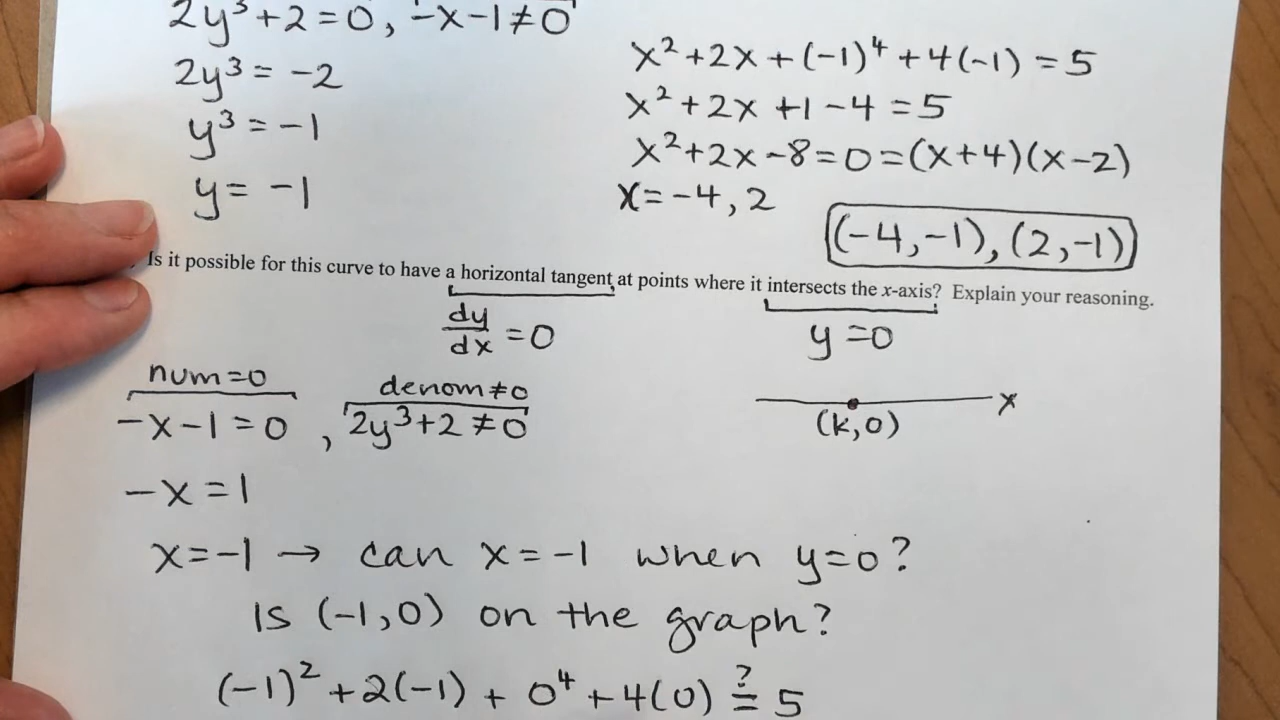 2y³+2=0, -x-1≠0
2y³=-2
y³=-1
y=-1
x²+2x+(-1)⁴+4(-1)=5
x²+2x+1-4=5
x²+2x-8=0=(x+4)(x-2)
x=-4,2
(-4,-1),(2,-1)
Is it possible for this curve to have a horizontal tangent at points where it intersects the x-axis? Explain your reasoning.
dy/dx=0
y=0
num=0
denom≠0
-x-1=0, 2y³+2≠0
x
(k,0)
-x=1
x=-1→ can x=-1 when y=0?
Is (-1,0) on the graph?
(-1)²+2(-1)+0⁴+4(0)≟5